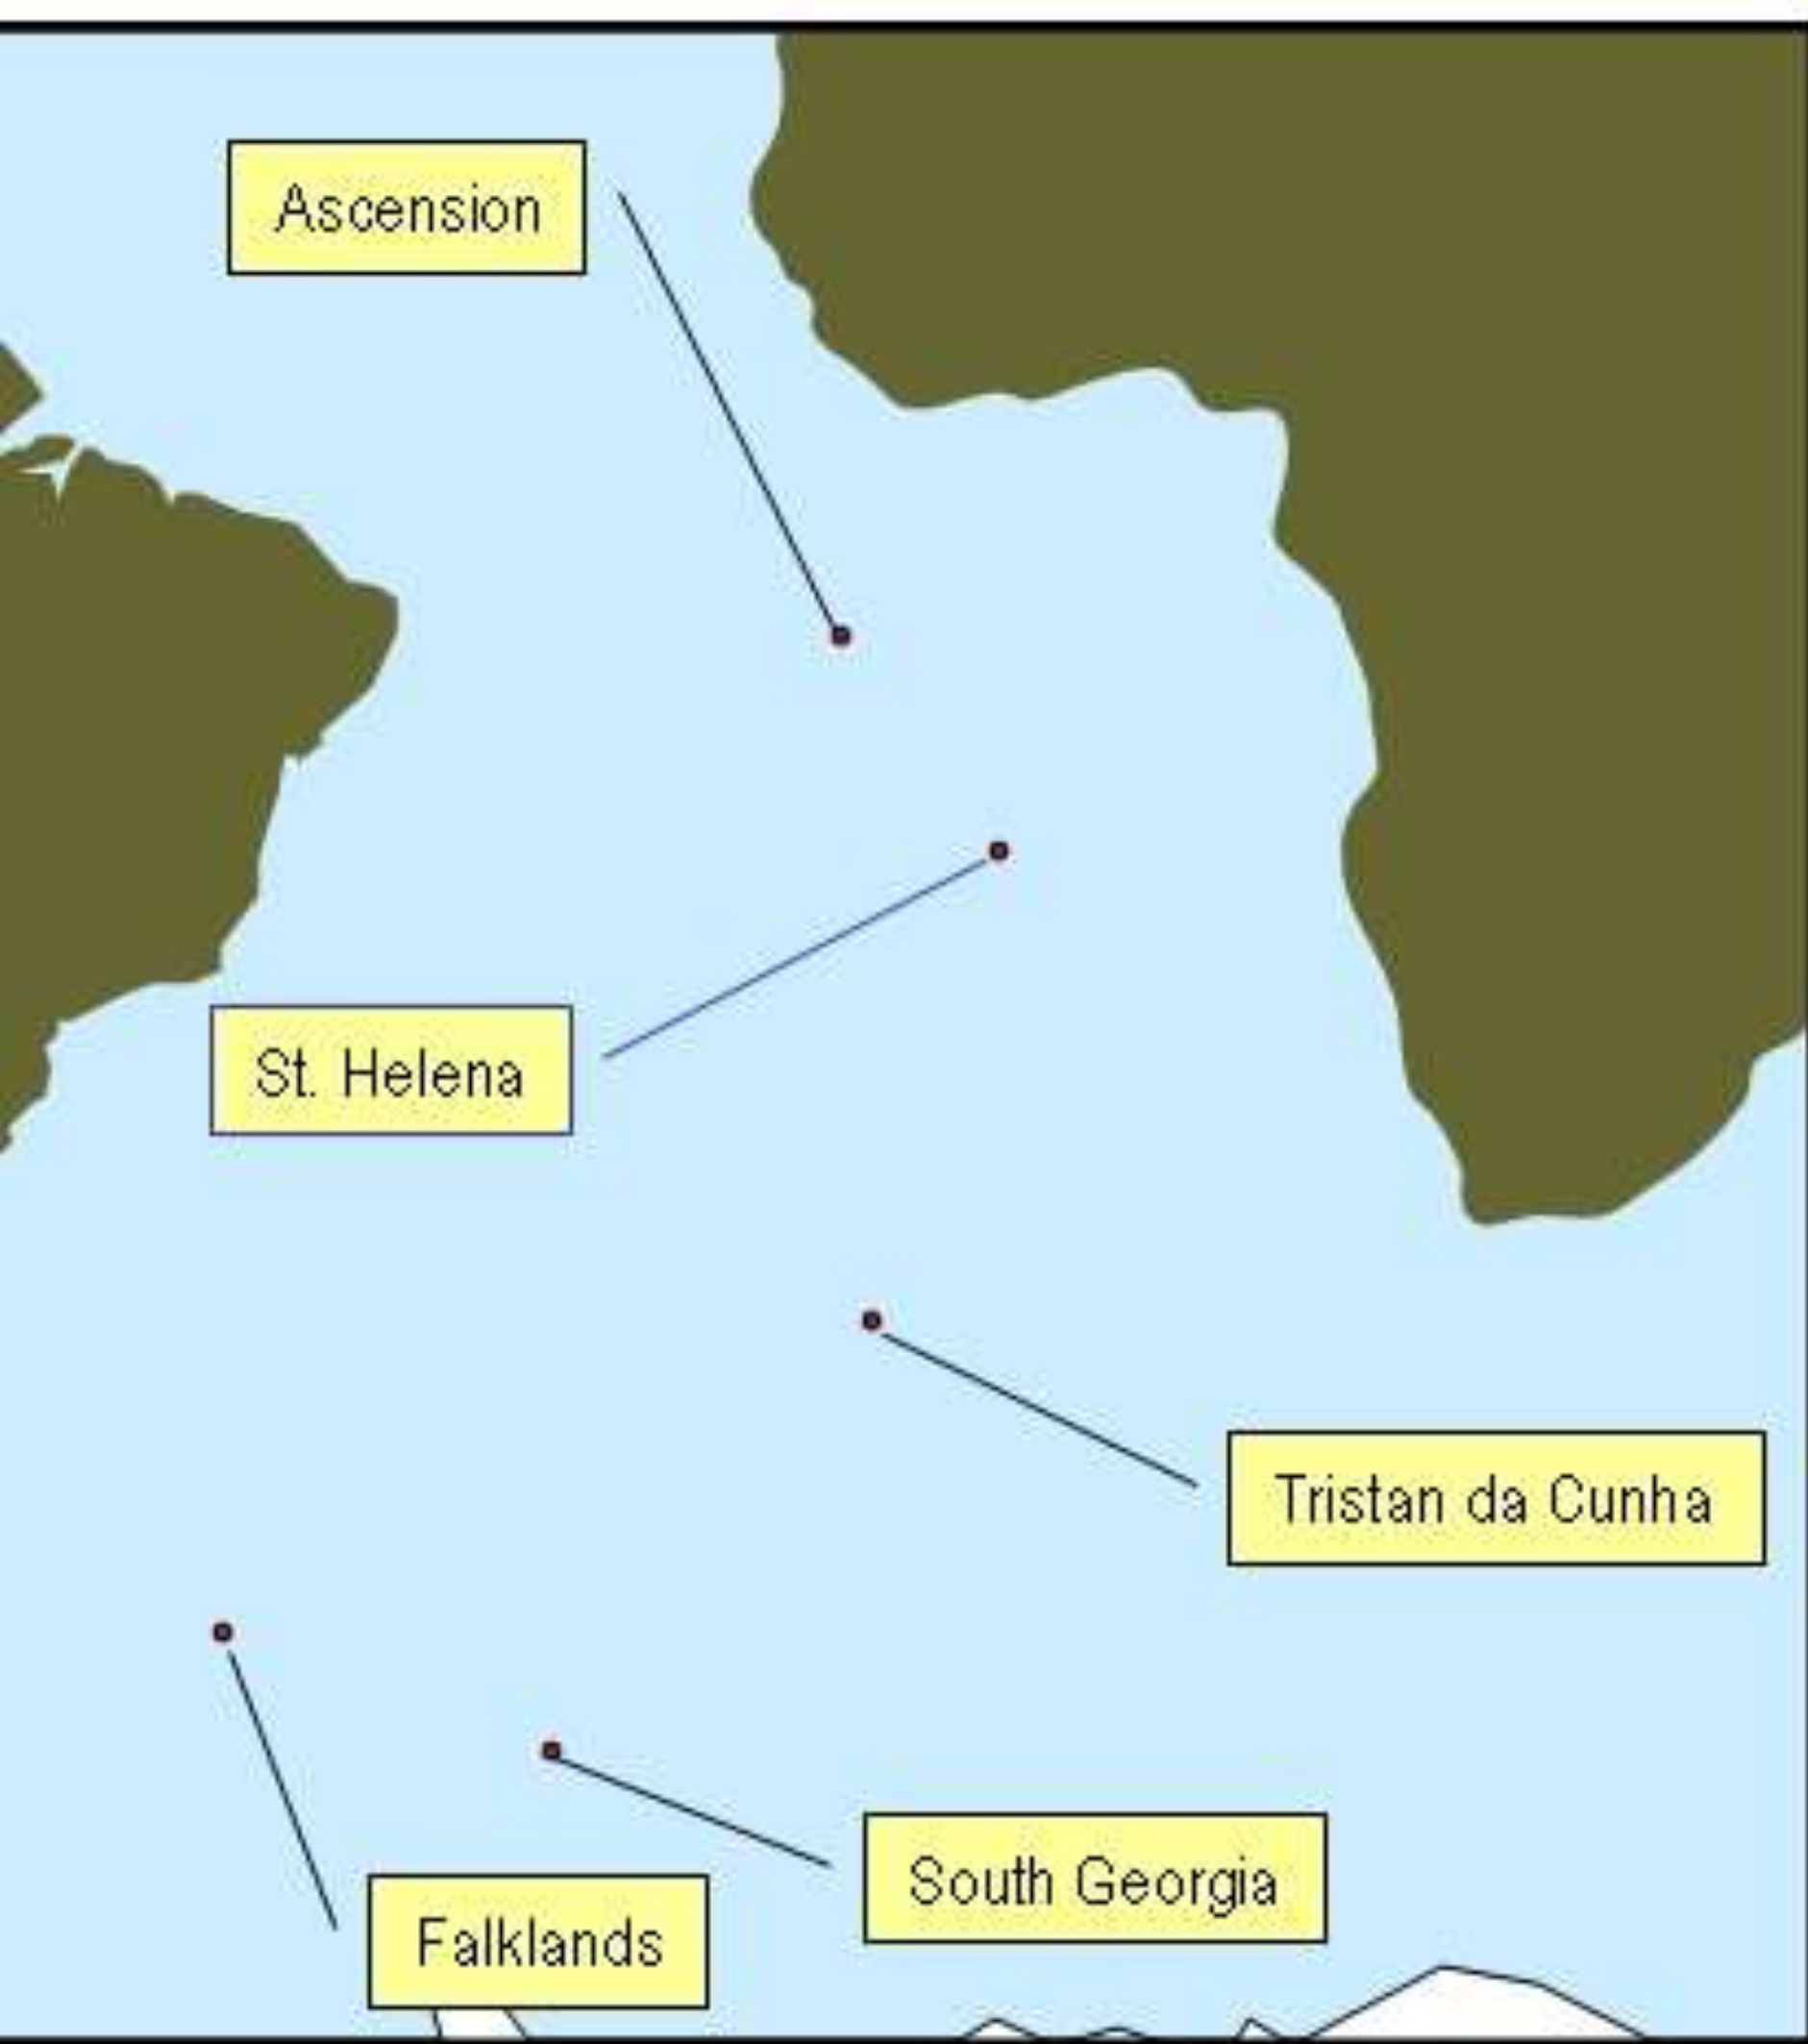 Ascension
St. Helena
Tristan da Cunha
South Georgia
Falklands